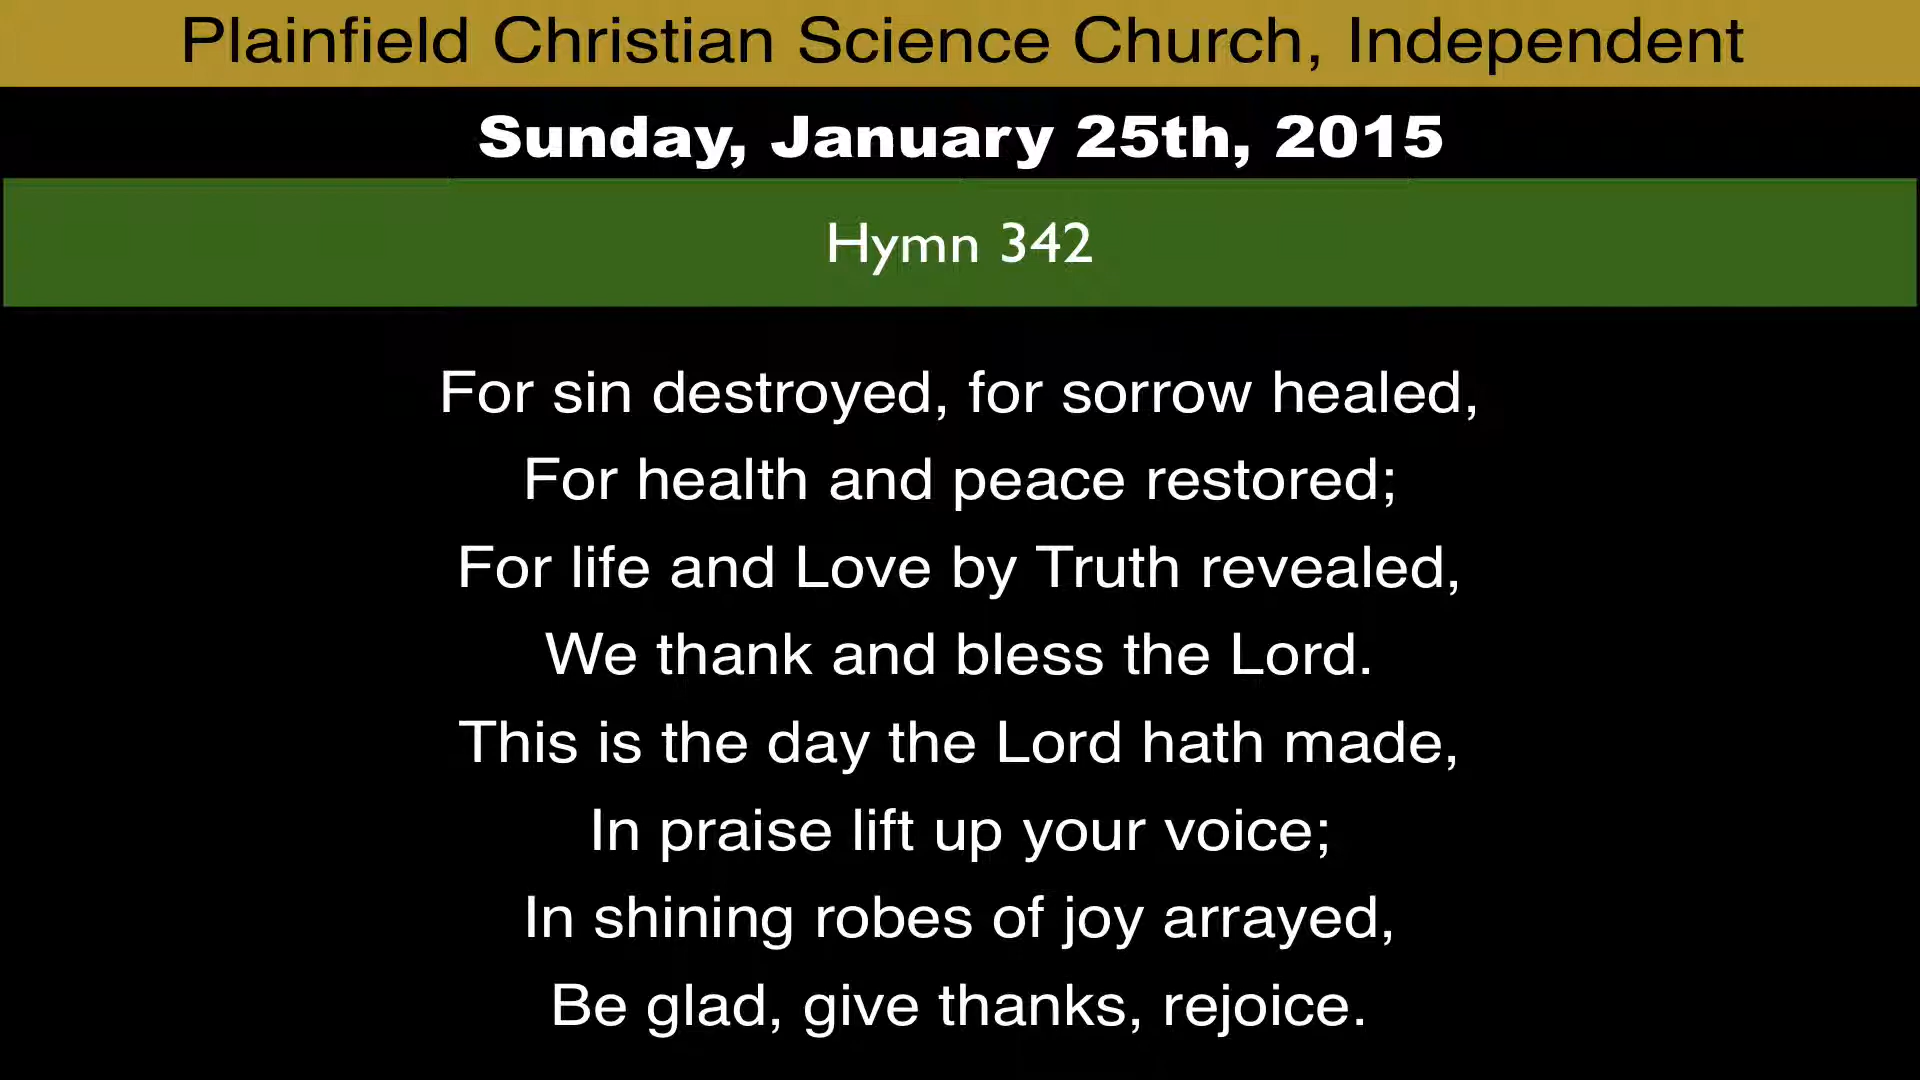 Plainfield Christian Science Church, Independent
Sunday, January 25th, 2015
Hymn 342
For sin destroyed, for sorrow healed,
For health and peace restored;
For life and Love by Truth revealed,
We thank and bless the Lord.
This is the day the Lord hath made,
In praise lift up your voice;
In shining robes of joy arrayed,
Be glad, give thanks, rejoice.